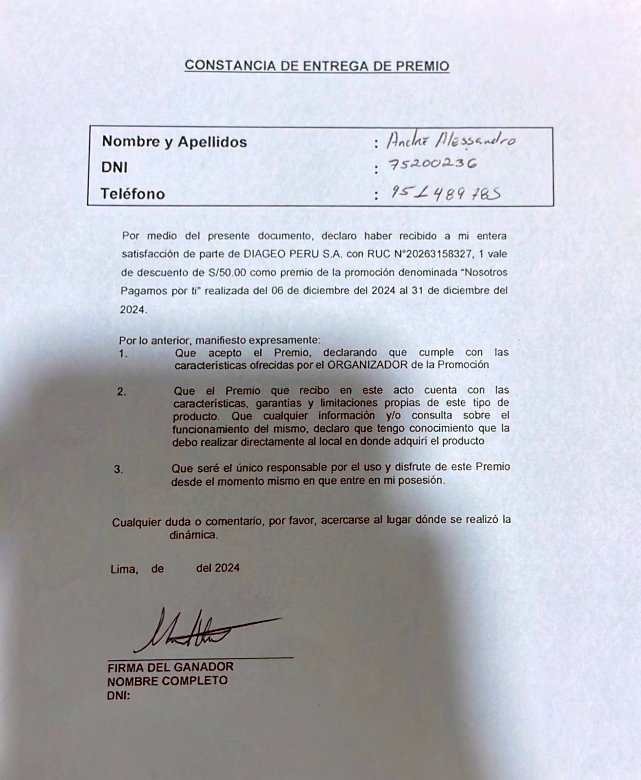 CONSTANCIA DE ENTREGA DE PREMIO
Nombre y Apellidos : Andre Alessandro
DNI : 75200236
Teléfono : 951489785
Por medio del presente documento, declaro haber recibido a mi entera
satisfacción de parte de DIAGEO PERU S.A. con RUC N°20263158327, 1 vale
de descuento de S/50.00 como premio de la promoción denominada "Nosotros
Pagamos por ti" realizada del 06 de diciembre del 2024 al 31 de diciembre del
2024.
Por lo anterior, manifiesto expresamente:
1. Que acepto el Premio, declarando que cumple con las
características ofrecidas por el ORGANIZADOR de la Promoción
2. Que el Premio que recibo en este acto cuenta con las
características, garantías y limitaciones propias de este tipo de
producto. Que cualquier información y/o consulta sobre el
funcionamiento del mismo, declaro que tengo conocimiento que la
debo realizar directamente al local en donde adquirí el producto
3. Que seré el único responsable por el uso y disfrute de este Premio
desde el momento mismo en que entre en mi posesión.
Cualquier duda o comentario, por favor, acercarse al lugar dónde se realizó la
dinámica.
Lima, de del 2024
FIRMA DEL GANADOR
NOMBRE COMPLETO
DNI: